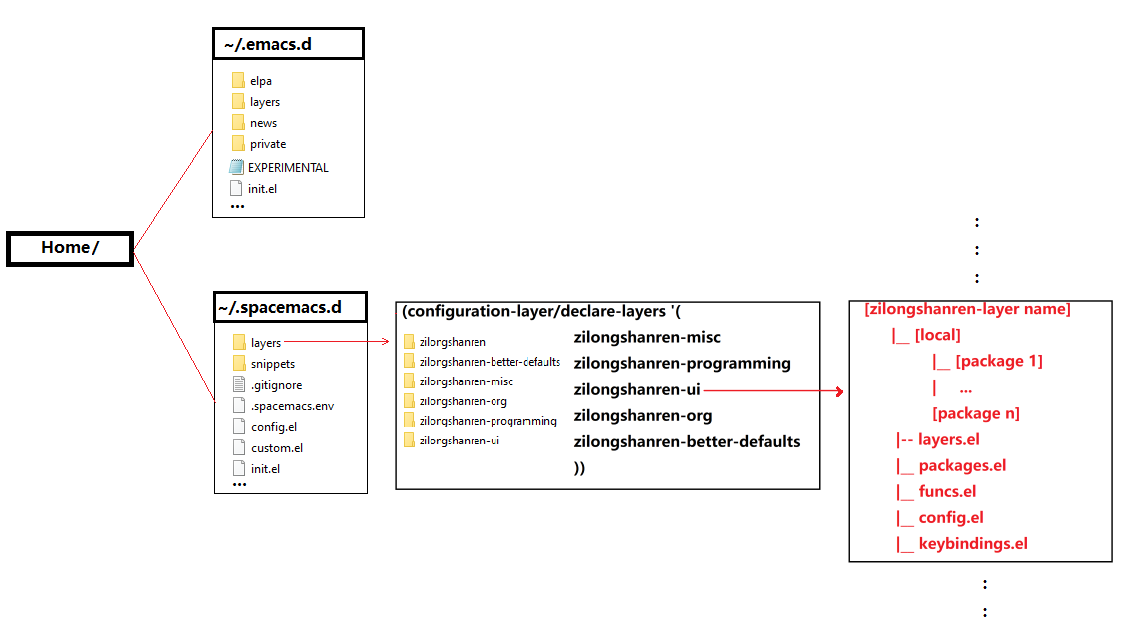 ~/.emacs.d
elpa
layers
news
private
EXPERIMENTAL
init.el
...
Home/
~/.spacemacs.d
layers
snippets
.gitignore
.spacemacs.env
config.el
custom.el
init.el
...
(configuration-layer/declare-layers '(
zilongshanren
zilongshanren-better-defaults
zilongshanren-misc
zilongshanren-org
zilongshanren-programming
zilongshanren-ui
zilongshanren-misc
zilongshanren-programming
zilongshanren-ui
zilongshanren-org
zilongshanren-better-defaults
))
:
:
:
[zilongshanren-layer name]
|__ [local]
|__ [package 1]
| ...
[package n]
|-- layers.el
|__ packages.el
|__ funcs.el
|__ config.el
|__ keybindings.el
:
: